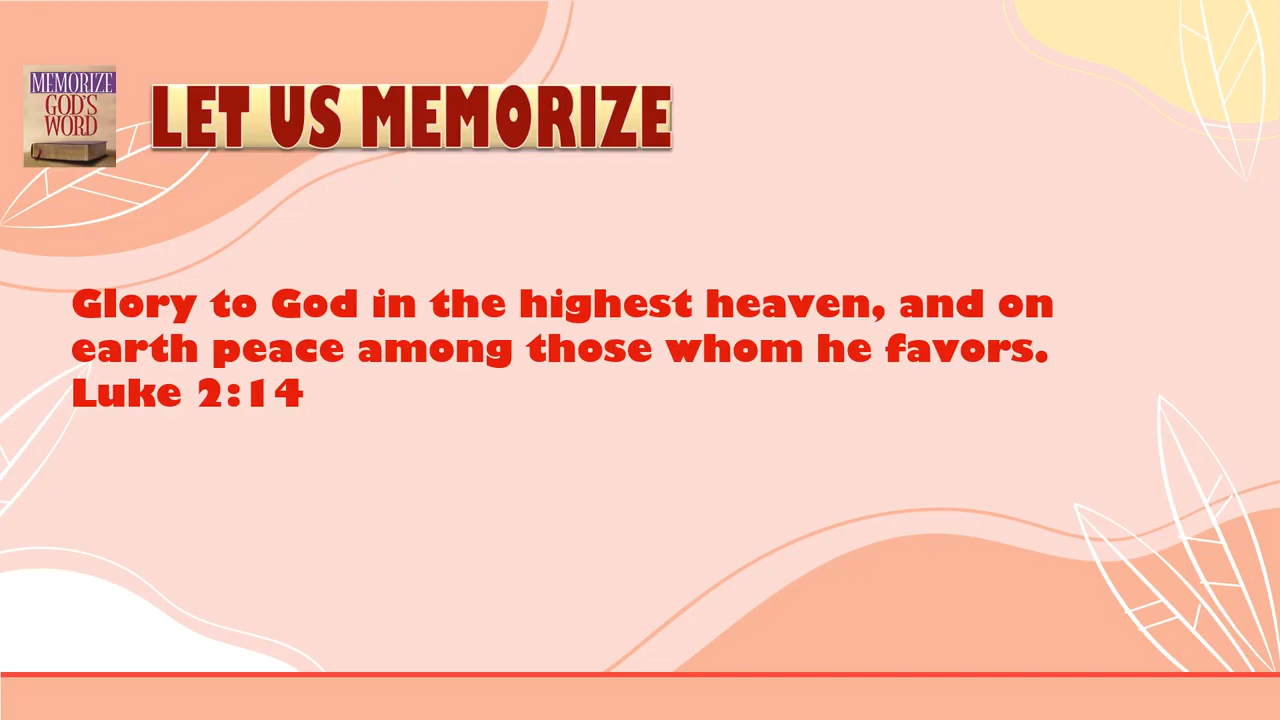 MEMORIZE
GOD'S
WORD
LET US MEMORIZE
Glory to God in the highest heaven, and on
earth peace among those whom he favors.
Luke 2:14